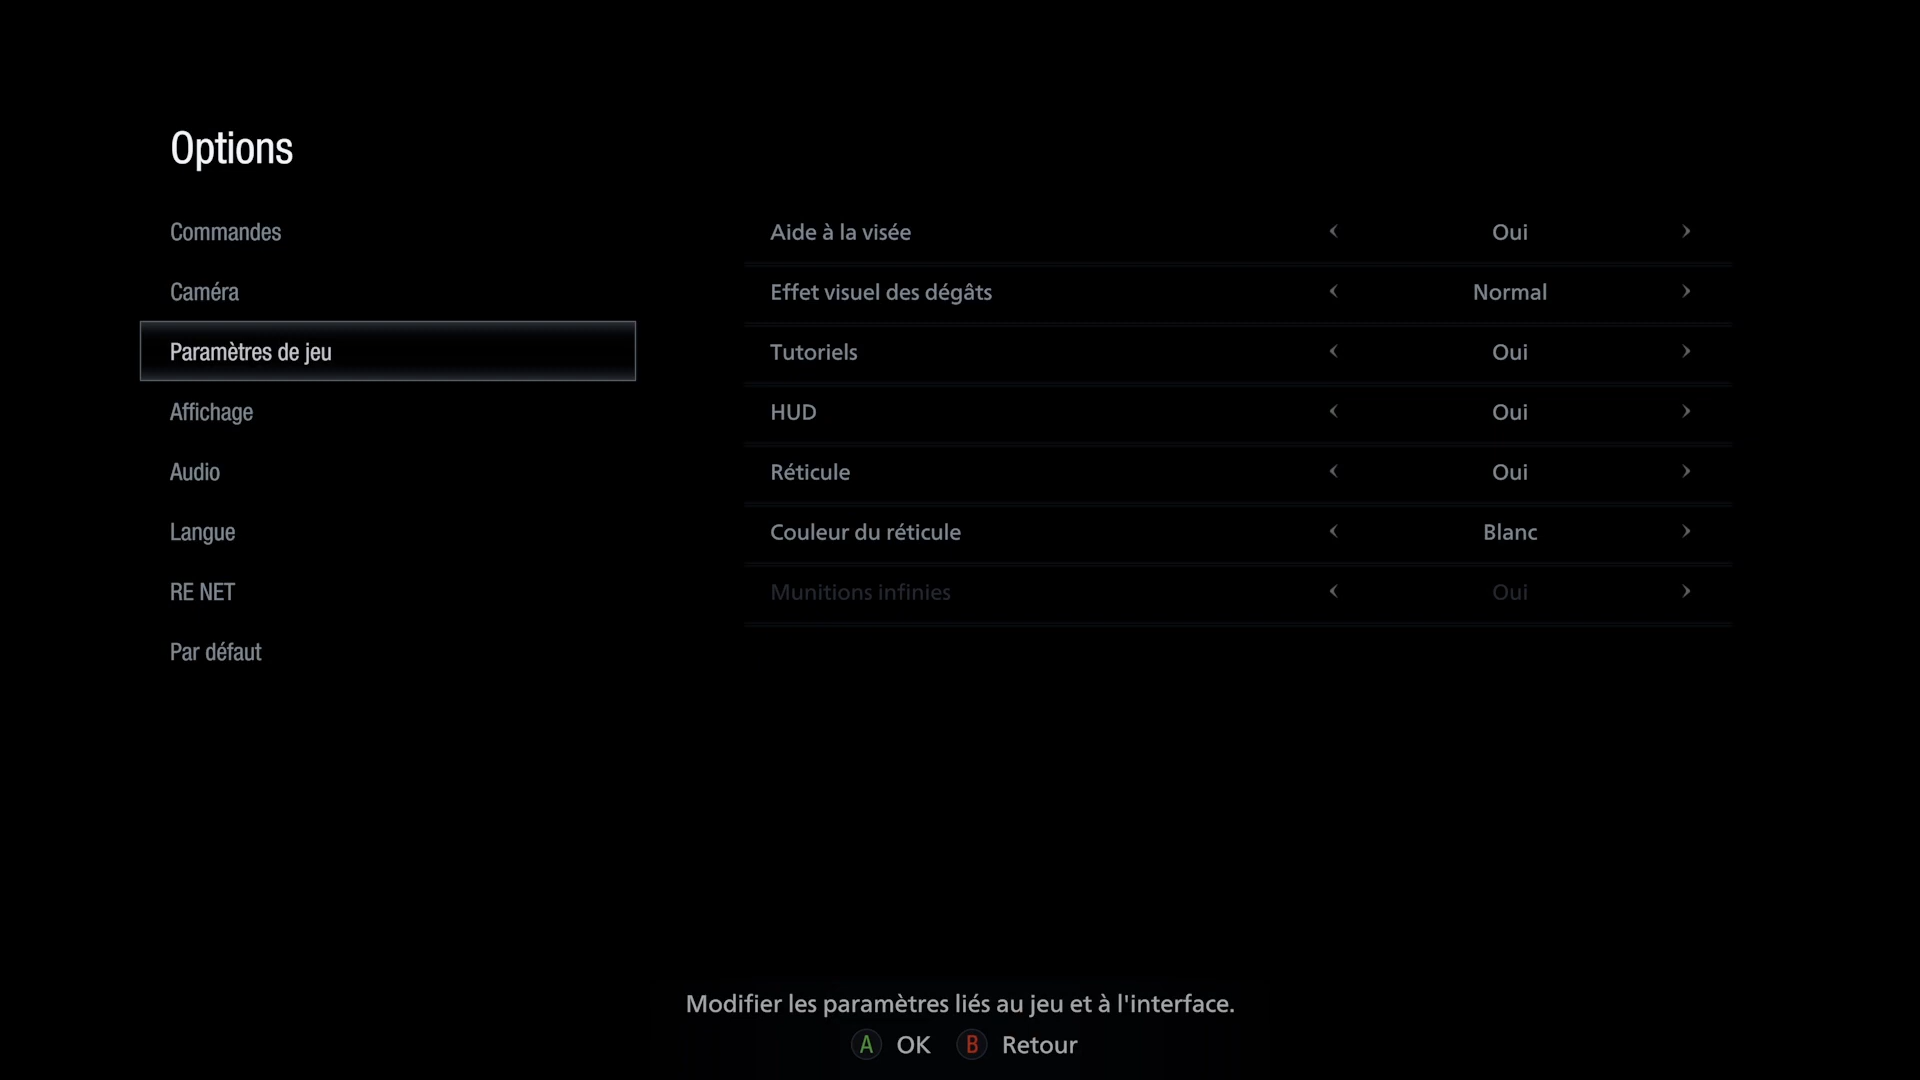 Options
Commandes
Caméra
Paramètres de jeu
Affichage
Audio
Langue
RE NET
Par défaut
Aide à la visée Oui
Effet visuel des dégâts Normal
Tutoriels Oui
HUD Oui
Réticule Oui
Couleur du réticule Blanc
Munitions infinies Oui
Modifier les paramètres liés au jeu et à l'interface.
A OK B Retour